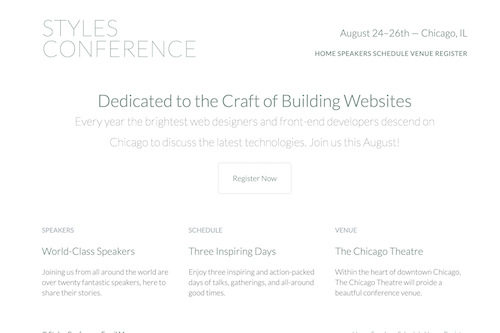 STYLES
CONFERENCE
August 24–26th — Chicago, IL
HOME SPEAKERS SCHEDULE VENUE REGISTER
Dedicated to the Craft of Building Websites
Every year the brightest web designers and front-end developers descend on
Chicago to discuss the latest technologies. Join us this August!
Register Now
SPEAKERS
World-Class Speakers
Joining us from all around the world are
over twenty fantastic speakers, here to
share their stories.
SCHEDULE
Three Inspiring Days
Enjoy three inspiring and action-packed
days of talks, gatherings, and all-around
good times.
VENUE
The Chicago Theatre
Within the heart of downtown Chicago,
The Chicago Theatre will proide a
beautiful conference venue.